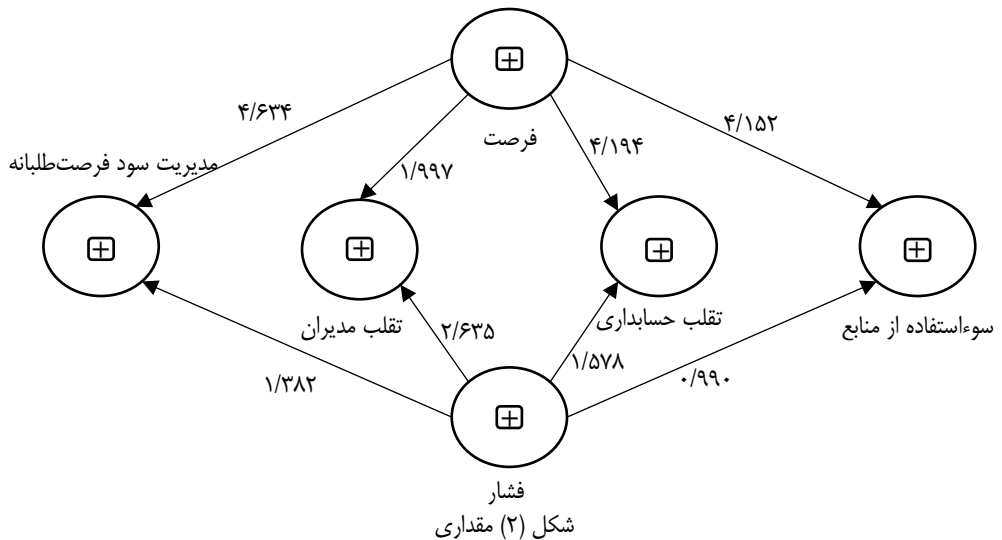 فرصت
۴/۶۳۴
۱/۹۹۷
۴/۱۹۴
۴/۱۵۲
مدیریت سود فرصت‌طلبانه
تقلب مدیران
تقلب حسابداری
سوءاستفاده از منابع
۱/۳۸۲
۲/۶۳۵
۱/۵۷۸
۰/۹۹۰
فشار
شکل (۲) مقداری